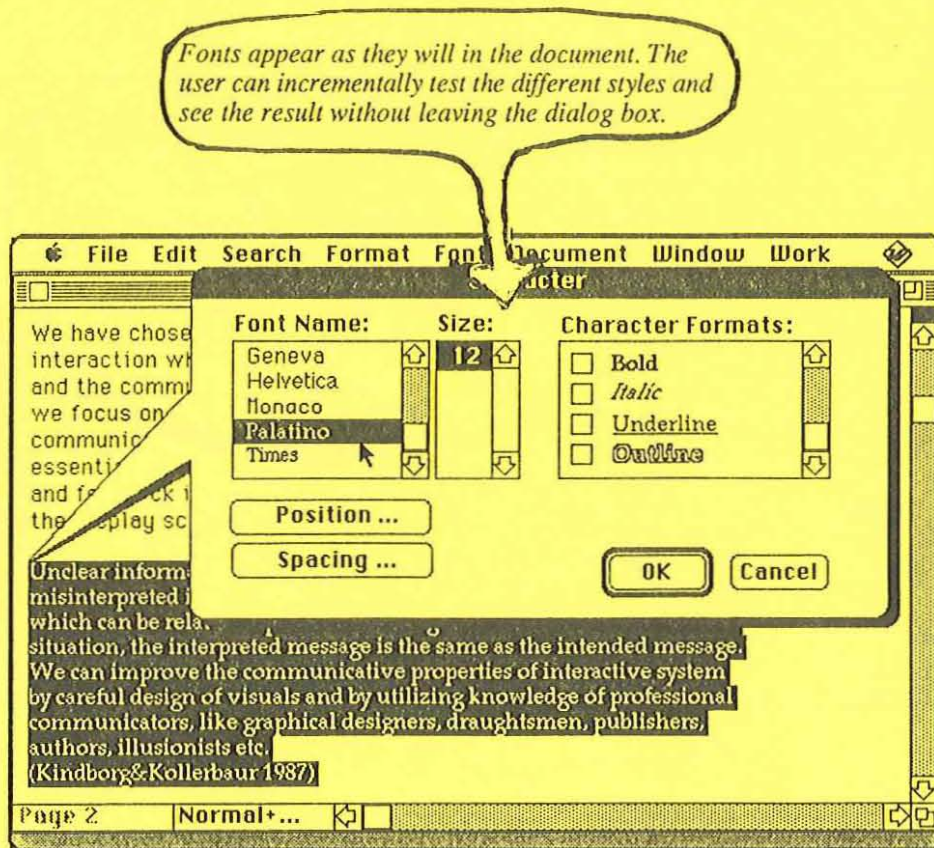 Fonts appear as they will in the document. The
user can incrementally test the different styles and
see the result without leaving the dialog box.
File Edit Search Format Font Document Window Work
Font Name:
Geneva
Helvetica
Monaco
Palatino
Times
Size:
12
Character Formats:
Bold
Italic
Underline
Outline
Position ...
Spacing ...
OK
Cancel
We have chose
interaction wh
and the commu
we focus on
communic
essenti
the
sc
Unclear inform
misinterpreted i
which can be rela
situation, the interpreted message is the same as the intended message.
We can improve the communicative properties of interactive system
by careful design of visuals and by utilizing knowledge of professional
communicators, like graphical designers, draughtsmen, publishers,
authors, illusionists etc.
(Kindborg&Kollerbaur 1987)
Page 2 Normal+...